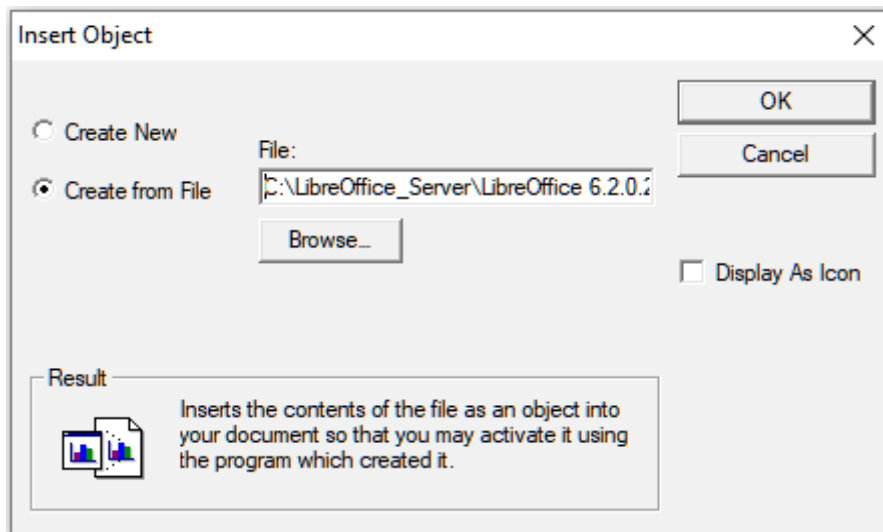 Insert Object
Create New
Create from File
File:
C:\LibreOffice_Server\LibreOffice 6.2.0.2
Browse...
OK
Cancel
Display As Icon
Result
Inserts the contents of the file as an object into
your document so that you may activate it using
the program which created it.